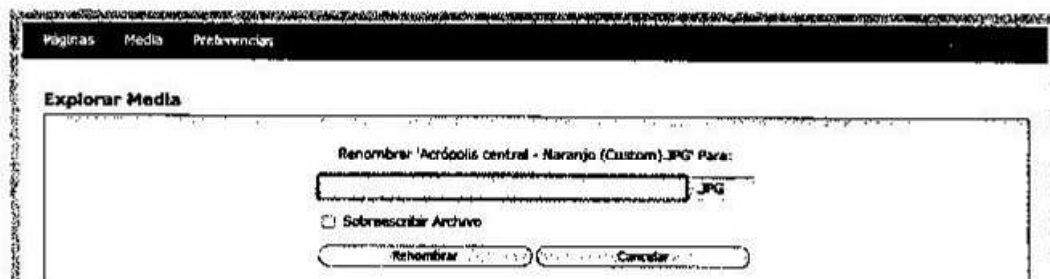 Páginas Media Preferencias
Explorar Media
Renombrar 'Acrópolis central - Naranjo (Custom).JPG' Para:
.JPG
Sobreescribir Archivo
Renombrar Cancelar